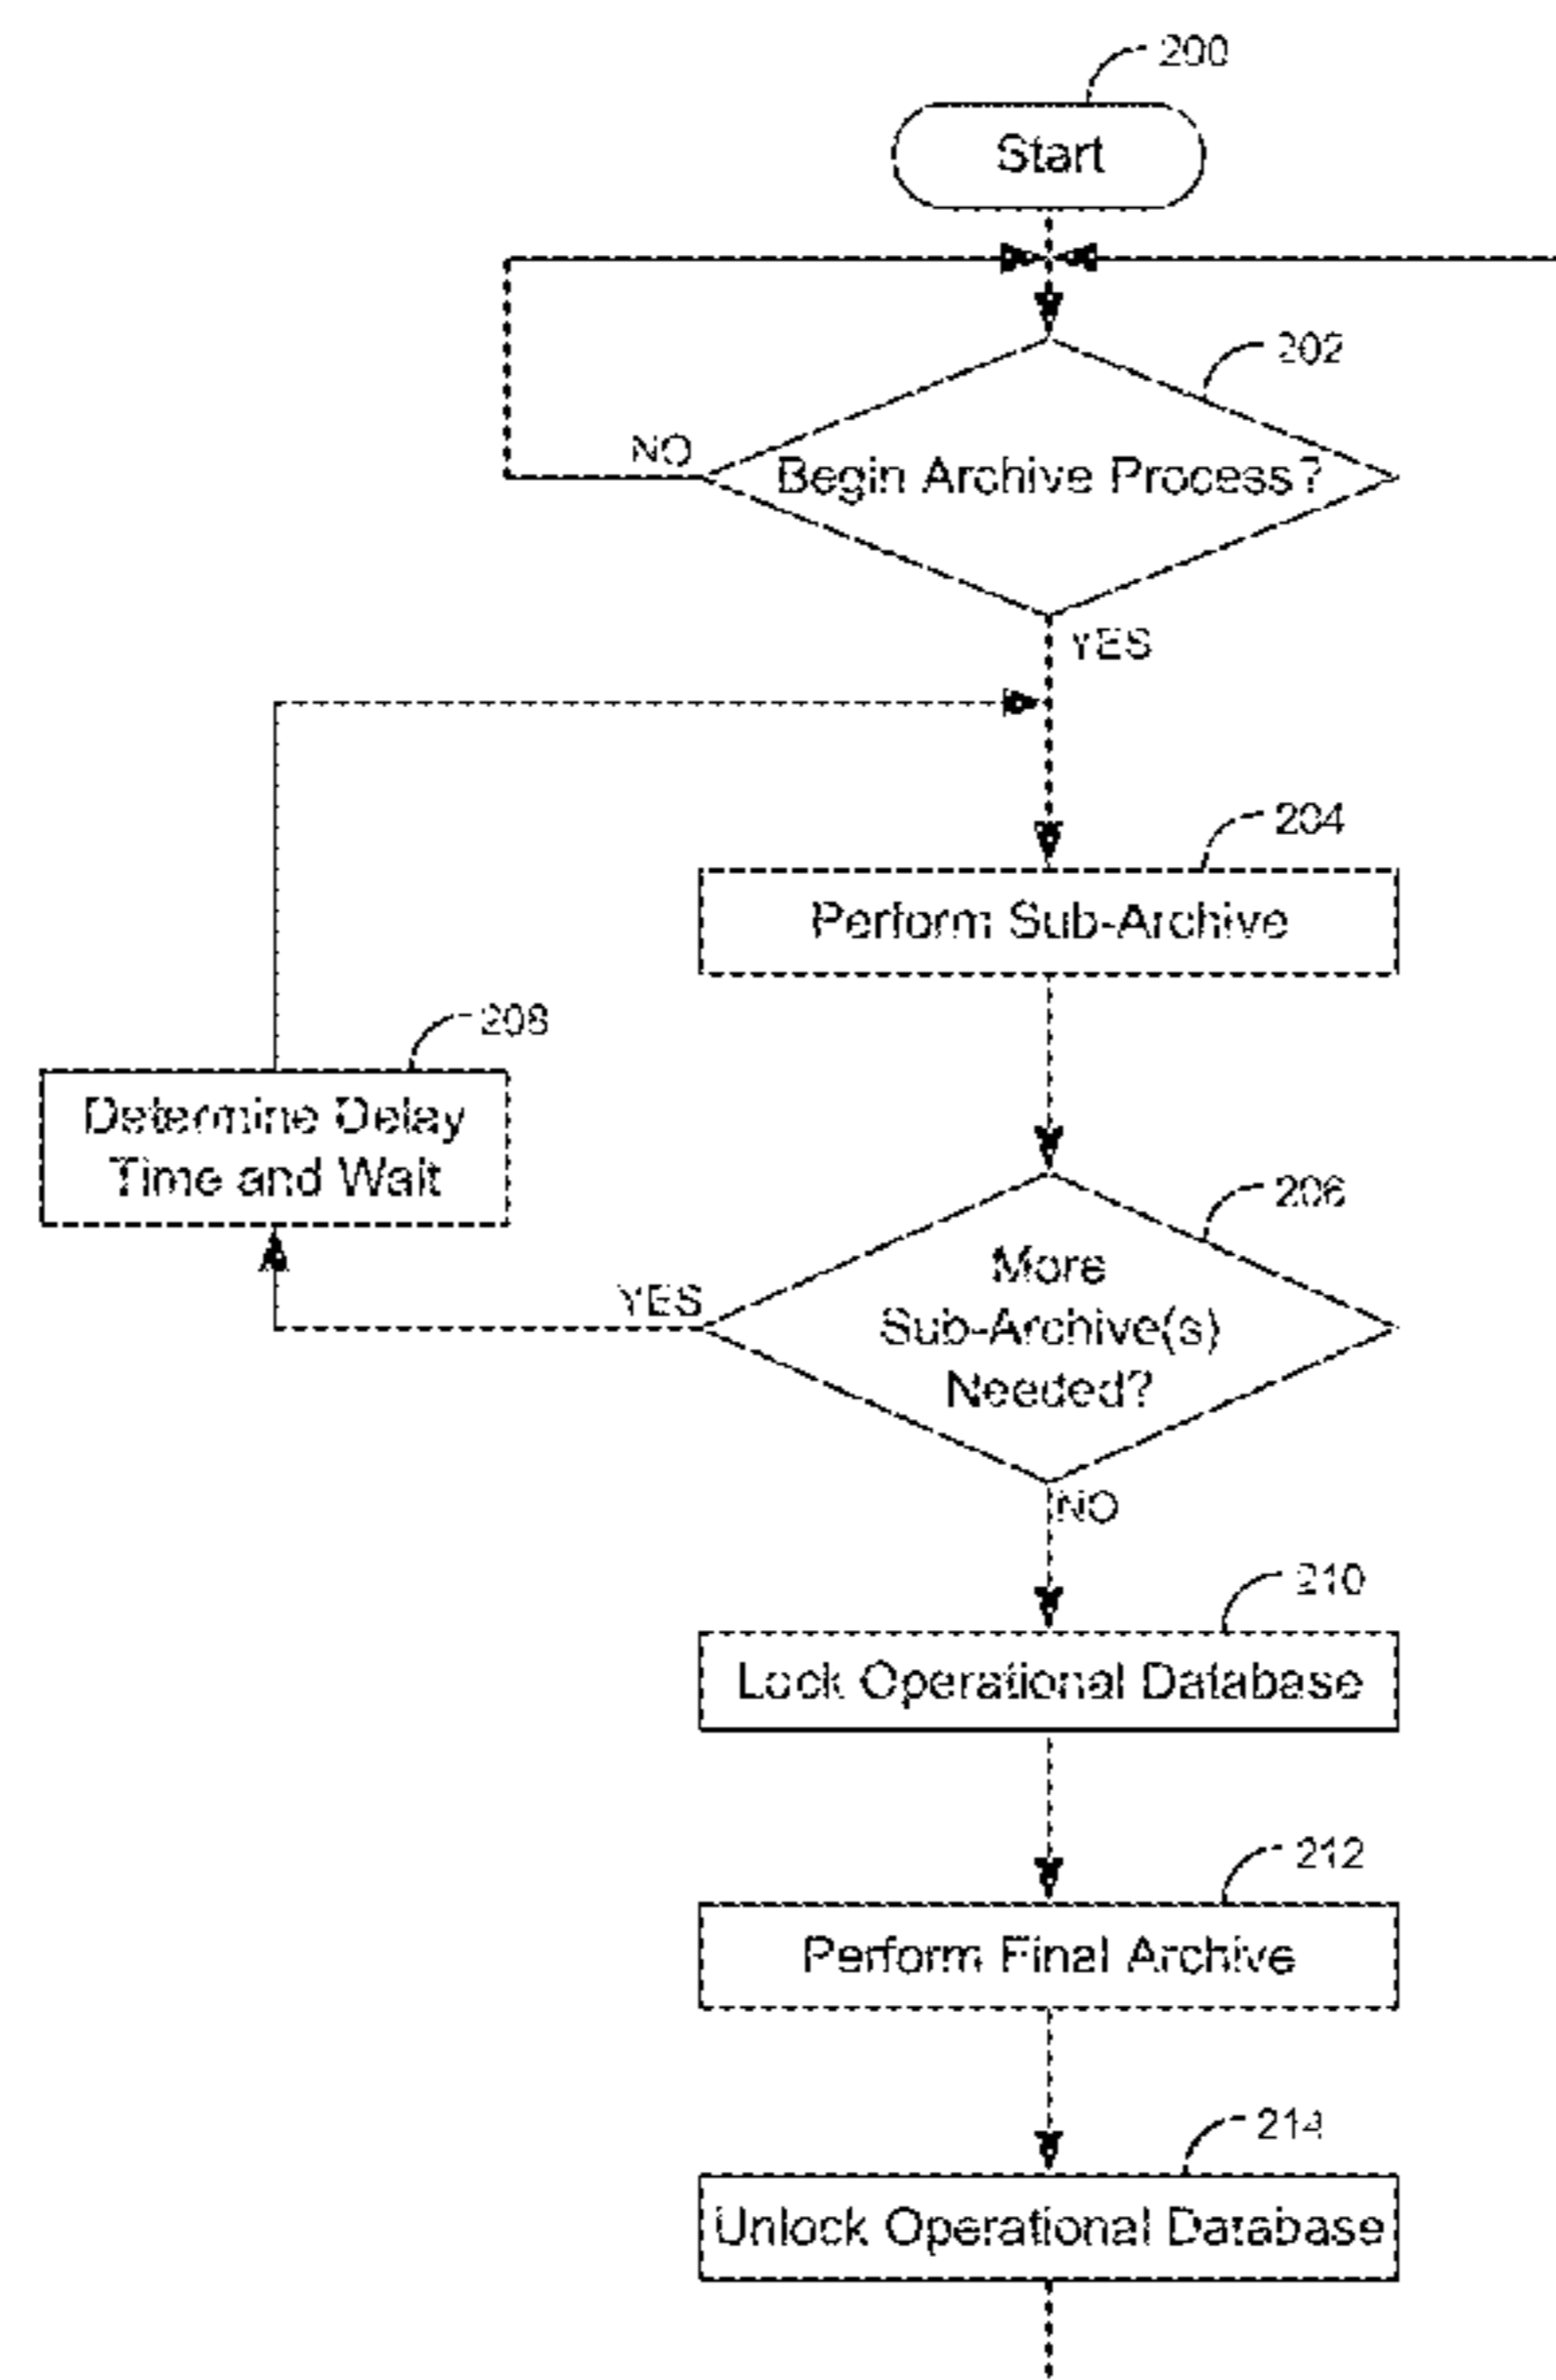 200
Start
202
NO
Begin Archive Process?
YES
204
Perform Sub-Archive
208
Determine Delay
Time and Wait
206
More
Sub-Archive(s)
Needed?
YES
NO
210
Lock Operational Database
212
Perform Final Archive
214
Unlock Operational Database